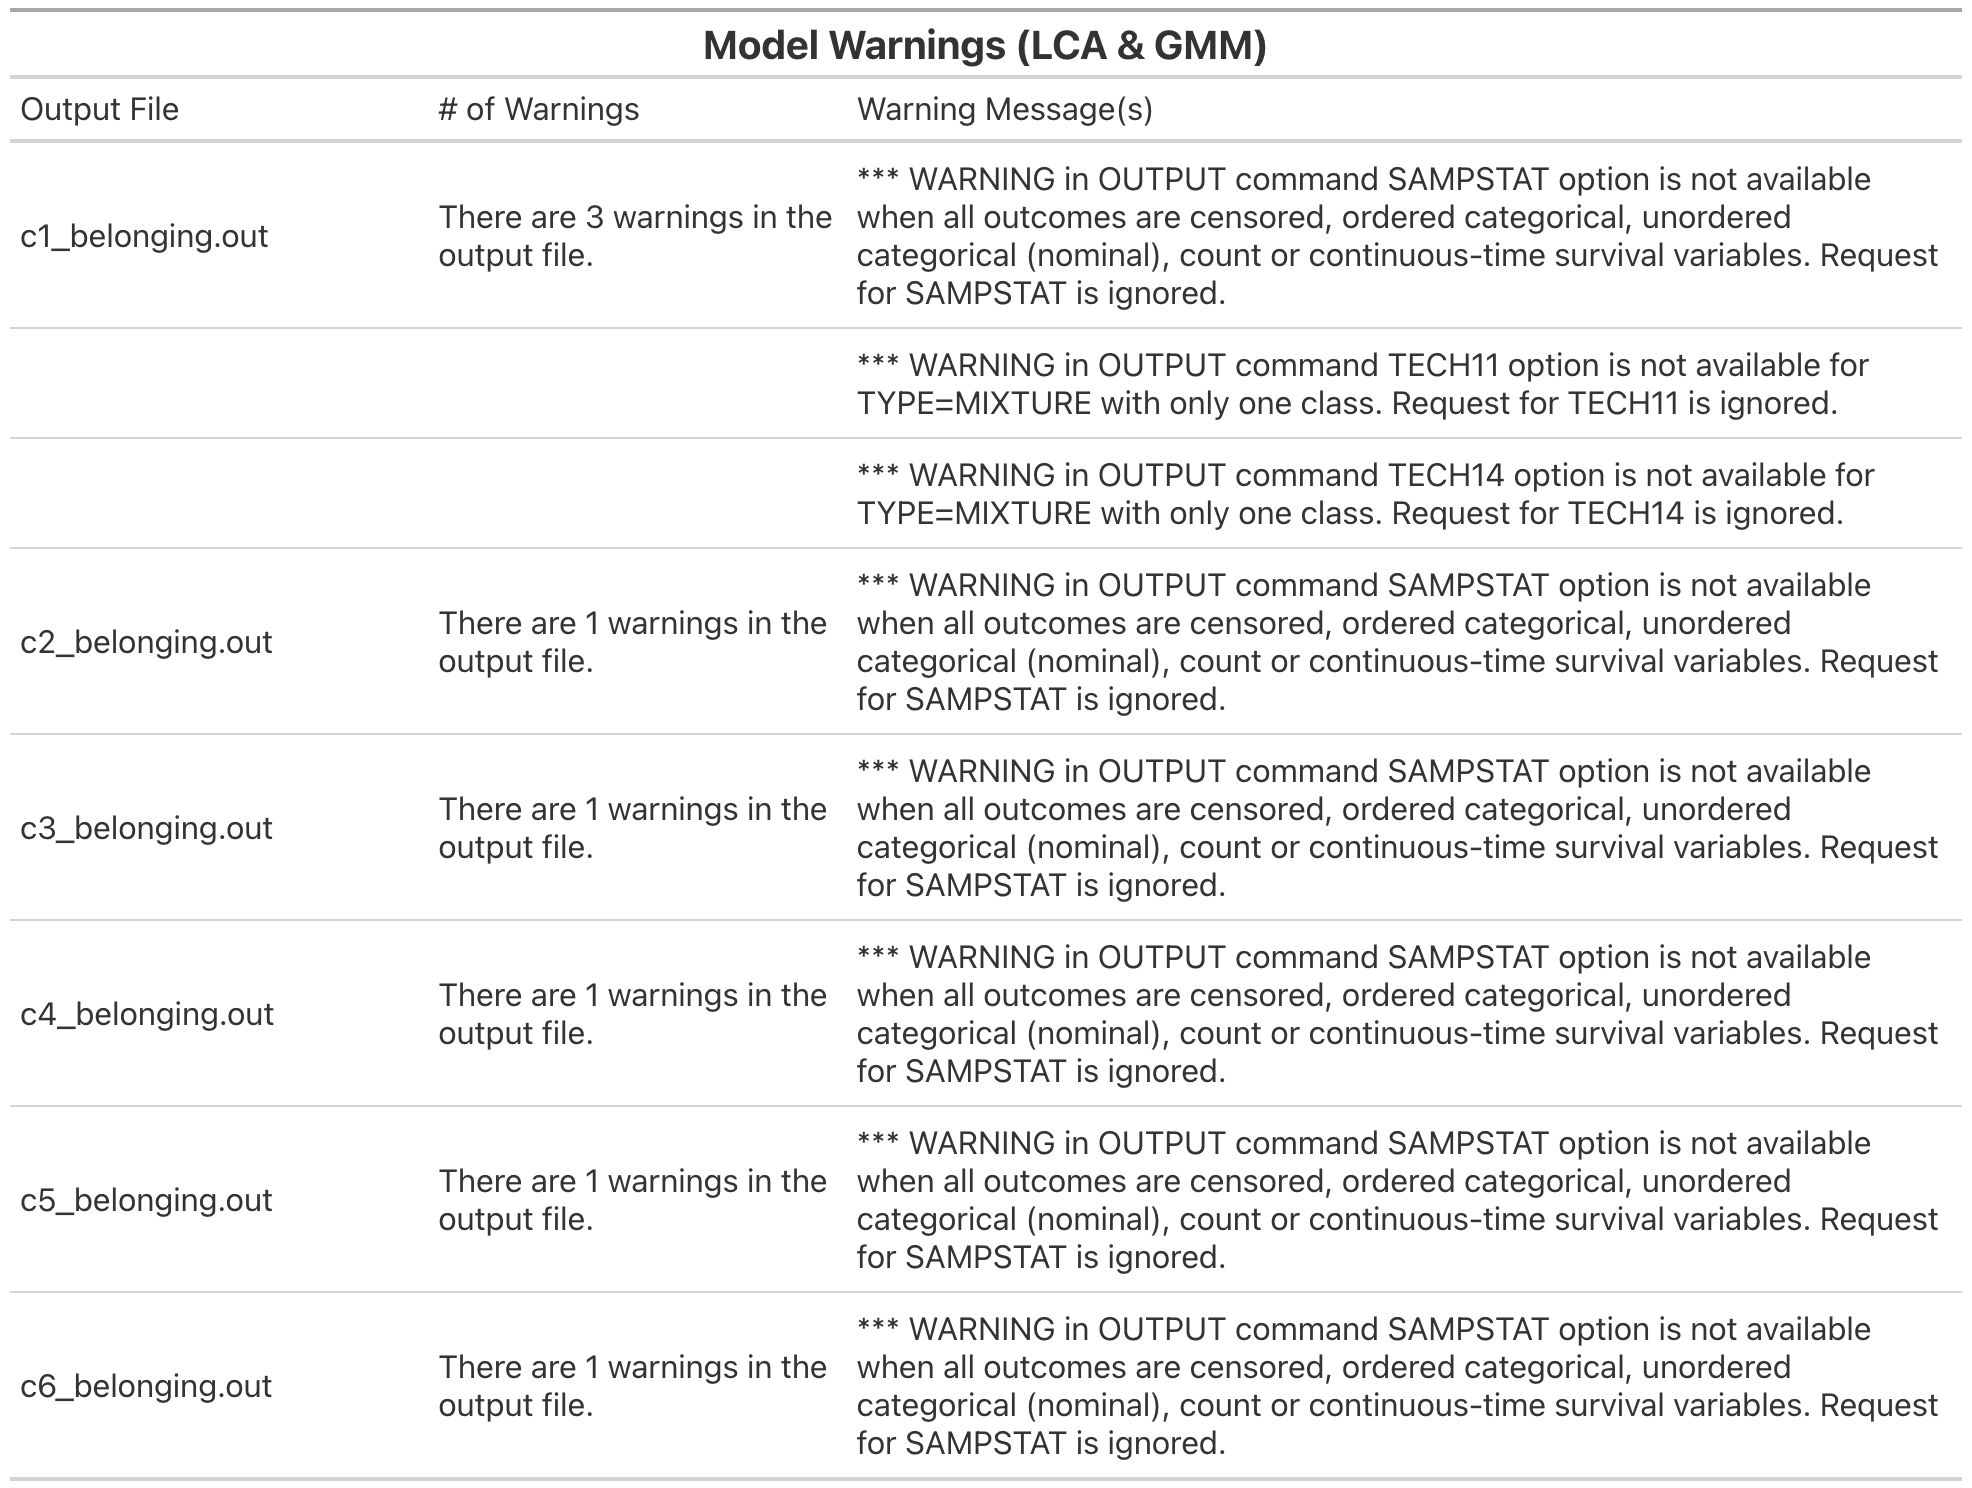 Model Warnings (LCA & GMM)
Output File # of Warnings Warning Message(s)
c1_belonging.out
There are 3 warnings in the
output file.
*** WARNING in OUTPUT command SAMPSTAT option is not available
when all outcomes are censored, ordered categorical, unordered
categorical (nominal), count or continuous-time survival variables. Request
for SAMPSTAT is ignored.
*** WARNING in OUTPUT command TECH11 option is not available for
TYPE=MIXTURE with only one class. Request for TECH11 is ignored.
*** WARNING in OUTPUT command TECH14 option is not available for
TYPE=MIXTURE with only one class. Request for TECH14 is ignored.
c2_belonging.out
There are 1 warnings in the
output file.
*** WARNING in OUTPUT command SAMPSTAT option is not available
when all outcomes are censored, ordered categorical, unordered
categorical (nominal), count or continuous-time survival variables. Request
for SAMPSTAT is ignored.
c3_belonging.out
There are 1 warnings in the
output file.
*** WARNING in OUTPUT command SAMPSTAT option is not available
when all outcomes are censored, ordered categorical, unordered
categorical (nominal), count or continuous-time survival variables. Request
for SAMPSTAT is ignored.
c4_belonging.out
There are 1 warnings in the
output file.
*** WARNING in OUTPUT command SAMPSTAT option is not available
when all outcomes are censored, ordered categorical, unordered
categorical (nominal), count or continuous-time survival variables. Request
for SAMPSTAT is ignored.
c5_belonging.out
There are 1 warnings in the
output file.
*** WARNING in OUTPUT command SAMPSTAT option is not available
when all outcomes are censored, ordered categorical, unordered
categorical (nominal), count or continuous-time survival variables. Request
for SAMPSTAT is ignored.
c6_belonging.out
There are 1 warnings in the
output file.
*** WARNING in OUTPUT command SAMPSTAT option is not available
when all outcomes are censored, ordered categorical, unordered
categorical (nominal), count or continuous-time survival variables. Request
for SAMPSTAT is ignored.